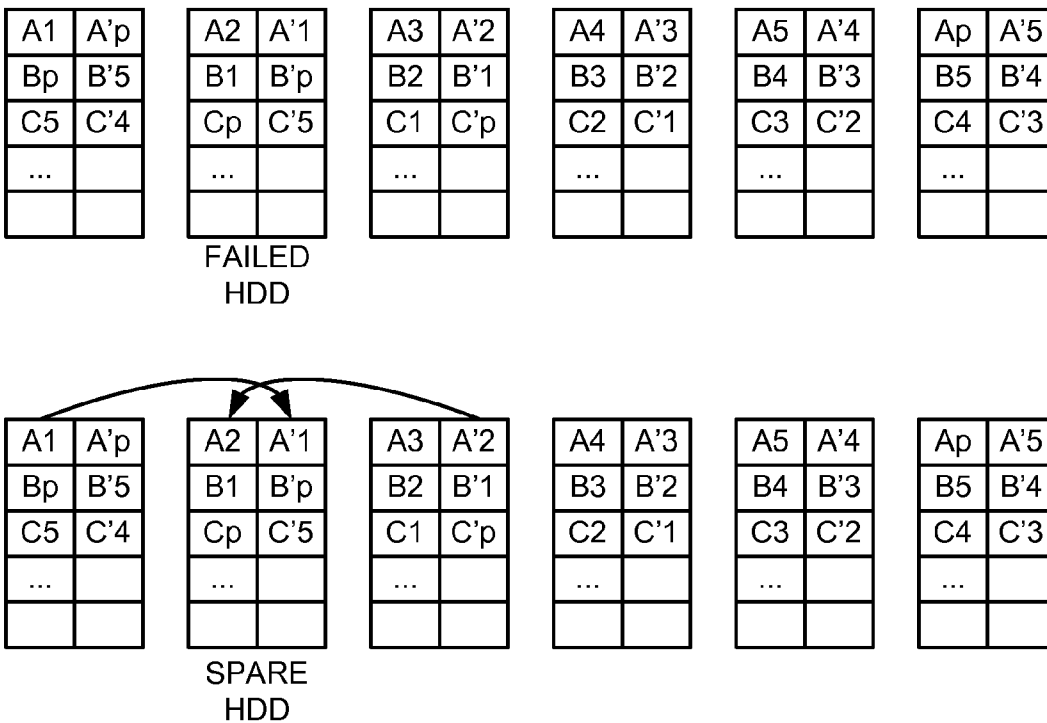 A1 A’p A2 A’1 A3 A’2 A4 A’3 A5 A’4 Ap A’5
Bp B’5 B1 B’p B2 B’1 B3 B’2 B4 B’3 B5 B’4
C5 C’4 Cp C’5 C1 C’p C2 C’1 C3 C’2 C4 C’3
... ... ... ... ... ...
FAILED
HDD
A1 A’p A2 A’1 A3 A’2 A4 A’3 A5 A’4 Ap A’5
Bp B’5 B1 B’p B2 B’1 B3 B’2 B4 B’3 B5 B’4
C5 C’4 Cp C’5 C1 C’p C2 C’1 C3 C’2 C4 C’3
... ... ... ... ... ...
SPARE
HDD